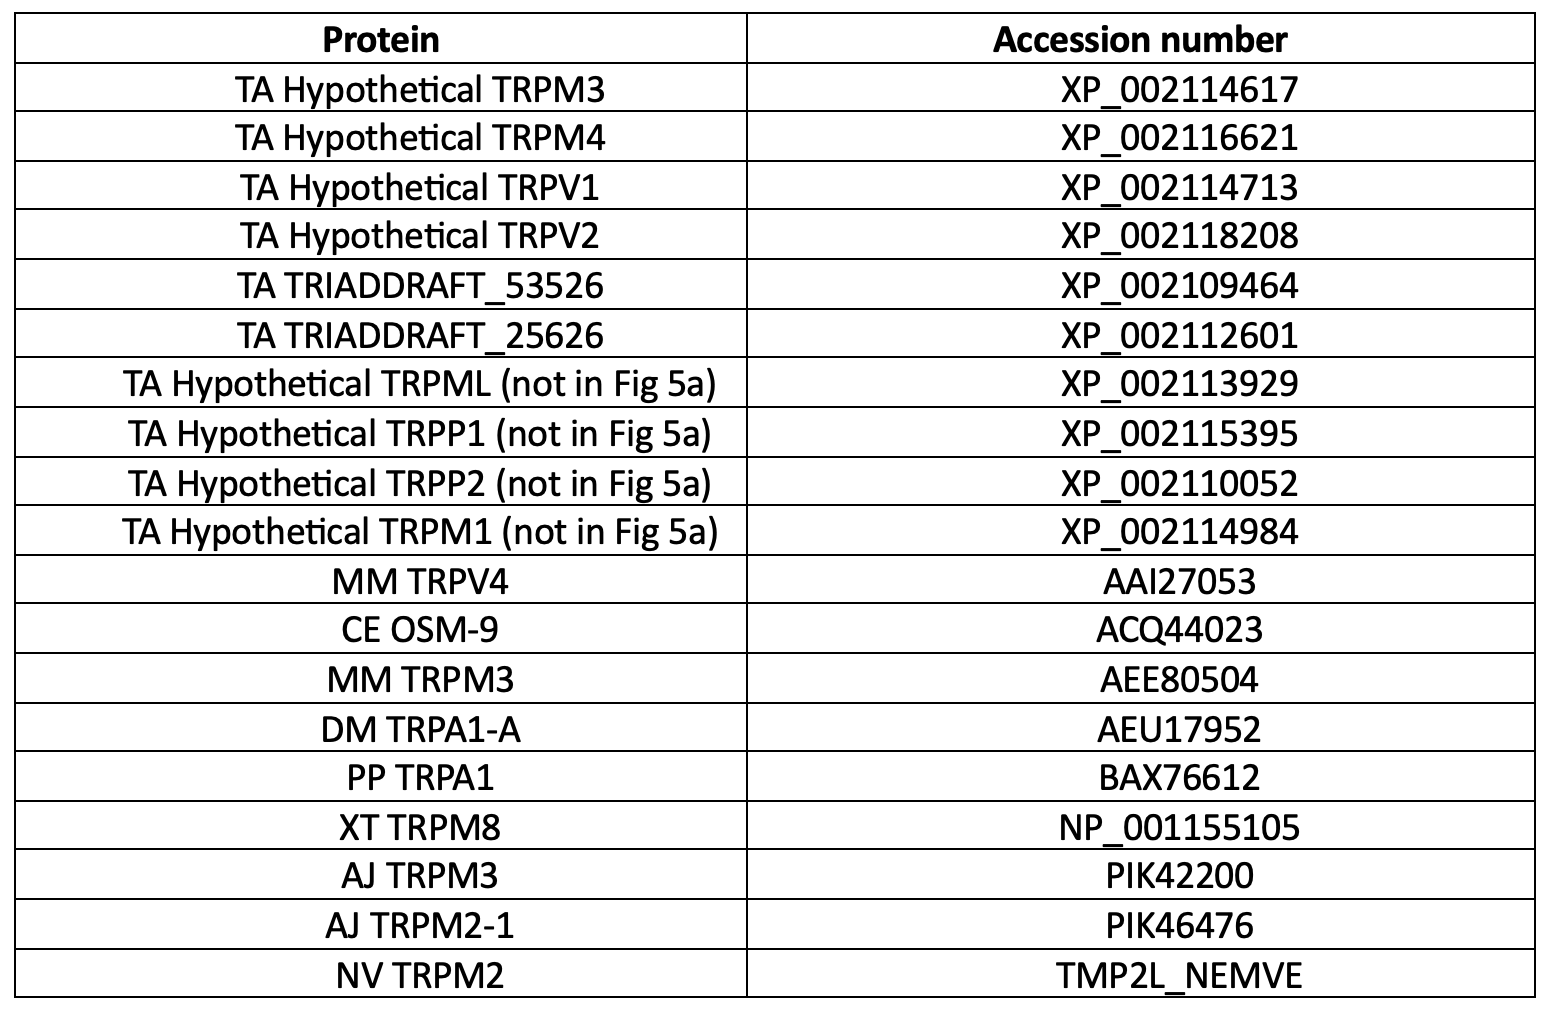 Protein Accession number
TA Hypothetical TRPM3 XP_002114617
TA Hypothetical TRPM4 XP_002116621
TA Hypothetical TRPV1 XP_002114713
TA Hypothetical TRPV2 XP_002118208
TA TRIADDRAFT_53526 XP_002109464
TA TRIADDRAFT_25626 XP_002112601
TA Hypothetical TRPML (not in Fig 5a) XP_002113929
TA Hypothetical TRPP1 (not in Fig 5a) XP_002115395
TA Hypothetical TRPP2 (not in Fig 5a) XP_002110052
TA Hypothetical TRPM1 (not in Fig 5a) XP_002114984
MM TRPV4 AAI27053
CE OSM-9 ACQ44023
MM TRPM3 AEE80504
DM TRPA1-A AEU17952
PP TRPA1 BAX76612
XT TRPM8 NP_001155105
AJ TRPM3 PIK42200
AJ TRPM2-1 PIK46476
NV TRPM2 TMP2L_NEMVE